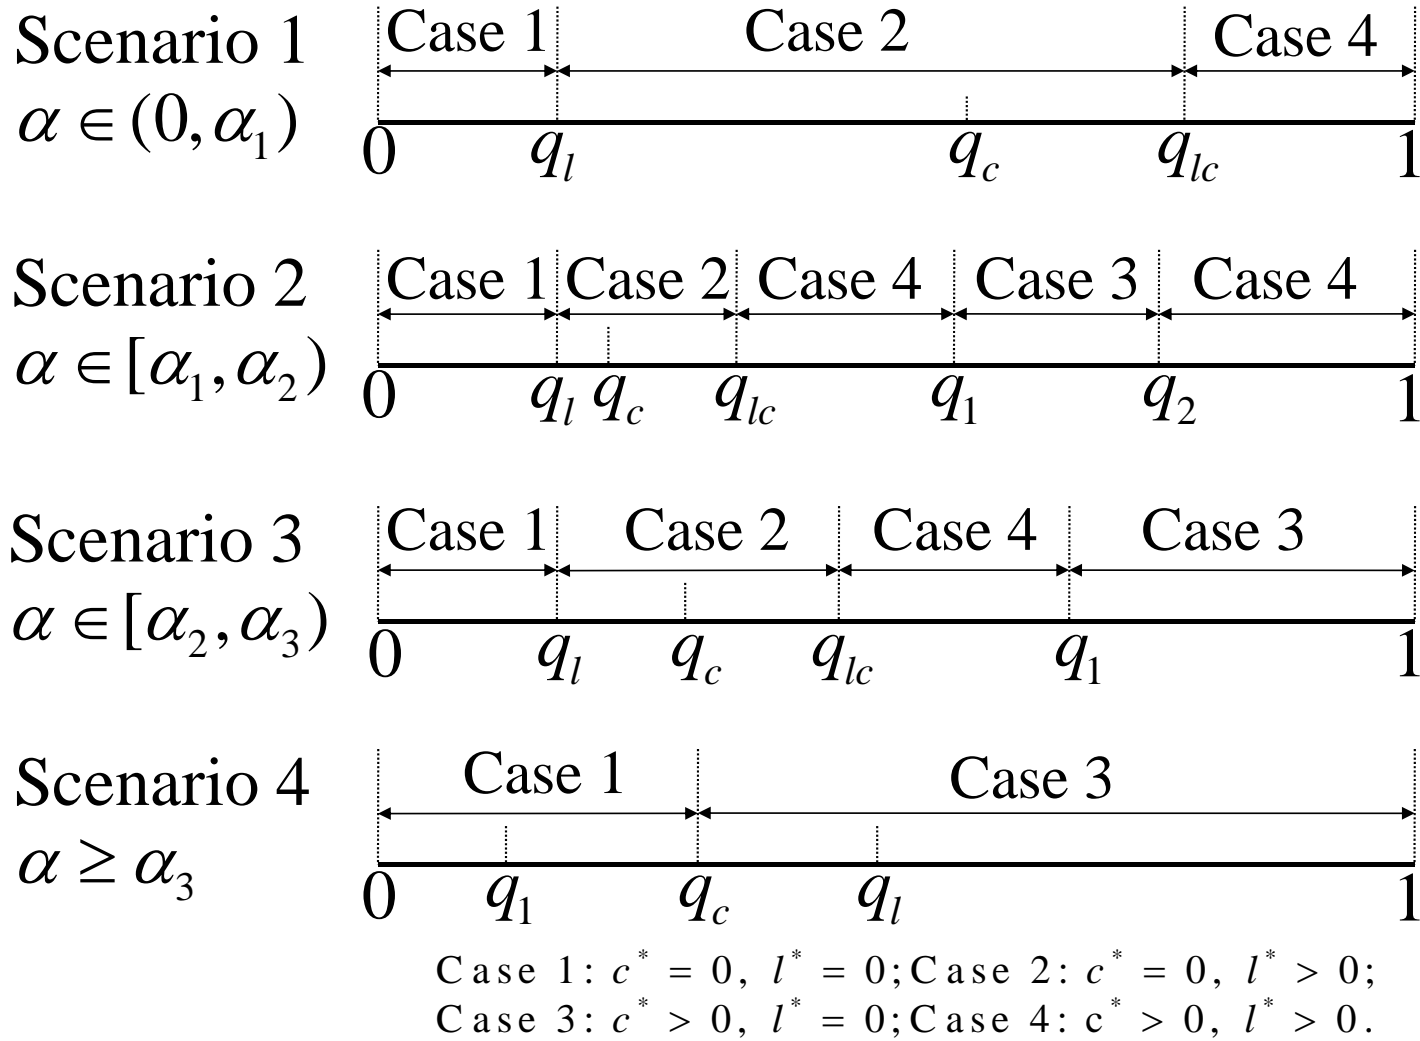 Scenario 1
Case 1 Case 2 Case 4
α ∈ (0, α₁)
0 q_l q_c q_lc 1
Scenario 2
Case 1 Case 2 Case 4 Case 3 Case 4
α ∈ [α₁, α₂)
0 q_l q_c q_lc q₁ q₂ 1
Scenario 3
Case 1 Case 2 Case 4 Case 3
α ∈ [α₂, α₃)
0 q_l q_c q_lc q₁ 1
Scenario 4
Case 1 Case 3
α ≥ α₃
0 q₁ q_c q_l 1
Case 1: c* = 0, l* = 0; Case 2: c* = 0, l* > 0;
Case 3: c* > 0, l* = 0; Case 4: c* > 0, l* > 0.